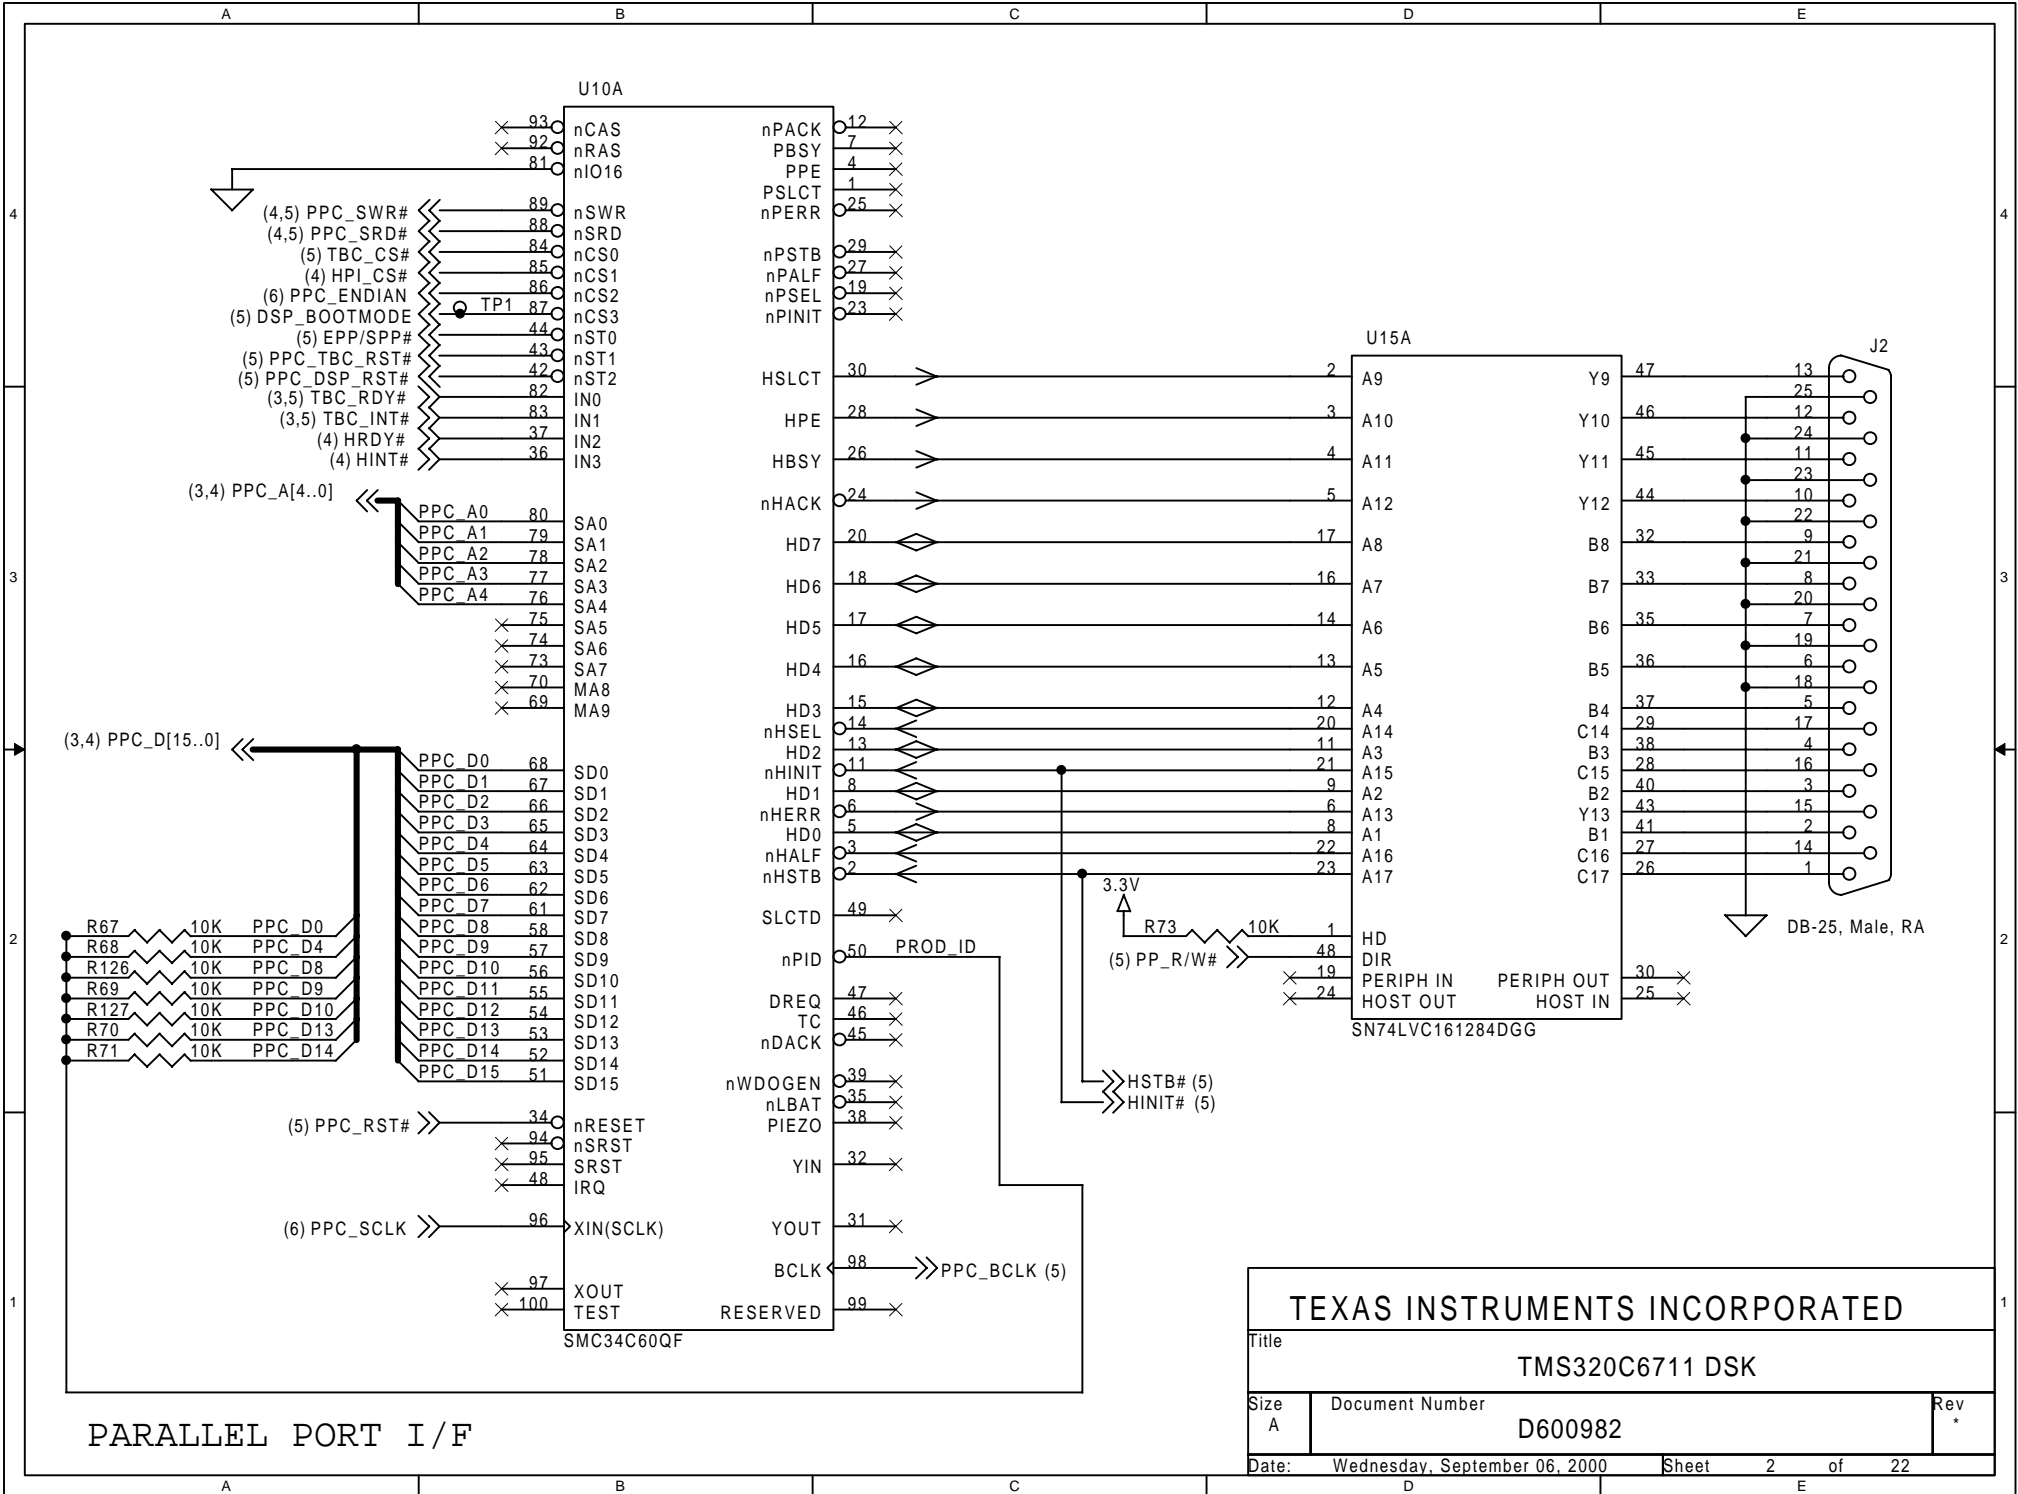 A B C D E
U10A
93 nCAS nPACK 12
92 nRAS PBSY 7
81 nIO16 PPE 4
PSLCT 1
4 (4,5) PPC_SWR# 89 nSWR nPERR 25 4
(4,5) PPC_SRD# 88 nSRD
(5) TBC_CS# 84 nCS0 nPSTB 29
(4) HPI_CS# 85 nCS1 nPALF 27
(6) PPC_ENDIAN 86 nCS2 nPSEL 19
(5) DSP_BOOTMODE TP1 87 nCS3 nPINIT 23
(5) EPP/SPP# 44 nST0 U15A J2
(5) PPC_TBC_RST# 43 nST1
(5) PPC_DSP_RST# 42 nST2 HSLCT 30 2 A9 Y9 47 13
(3,5) TBC_RDY# 82 IN0 25
(3,5) TBC_INT# 83 IN1 HPE 28 3 A10 Y10 46 12
(4) HRDY# 37 IN2 24
(4) HINT# 36 IN3 HBSY 26 4 A11 Y11 45 11
23
(3,4) PPC_A[4..0] nHACK 24 5 A12 Y12 44 10
PPC_A0 80 SA0 22
PPC_A1 79 SA1 HD7 20 17 A8 B8 32 9
PPC_A2 78 SA2 21
3 PPC_A3 77 SA3 HD6 18 16 A7 B7 33 8 3
PPC_A4 76 SA4 20
75 SA5 HD5 17 14 A6 B6 35 7
74 SA6 19
73 SA7 HD4 16 13 A5 B5 36 6
70 MA8 18
69 MA9 HD3 15 12 A4 B4 37 5
nHSEL 14 20 A14 C14 29 17
(3,4) PPC_D[15..0] HD2 13 11 A3 B3 38 4
PPC_D0 68 SD0 nHINIT 11 21 A15 C15 28 16
PPC_D1 67 SD1 HD1 8 9 A2 B2 40 3
PPC_D2 66 SD2 nHERR 6 6 A13 Y13 43 15
PPC_D3 65 SD3 HD0 5 8 A1 B1 41 2
PPC_D4 64 SD4 nHALF 3 22 A16 C16 27 14
PPC_D5 63 SD5 nHSTB 2 23 A17 C17 26 1
PPC_D6 62 SD6 3.3V
PPC_D7 61 SD7 SLCTD 49
2 R67 10K PPC_D0 PPC_D8 58 SD8 R73 10K 1 HD DB-25, Male, RA 2
R68 10K PPC_D4 PPC_D9 57 SD9 nPID 50 PROD_ID (5) PP_R/W# 48 DIR
R126 10K PPC_D8 PPC_D10 56 SD10 19 PERIPH IN PERIPH OUT 30
R69 10K PPC_D9 PPC_D11 55 SD11 DREQ 47 24 HOST OUT HOST IN 25
R127 10K PPC_D10 PPC_D12 54 SD12 TC 46 SN74LVC161284DGG
R70 10K PPC_D13 PPC_D13 53 SD13 nDACK 45
R71 10K PPC_D14 PPC_D14 52 SD14
PPC_D15 51 SD15 nWDOGEN 39 HSTB# (5)
nLBAT 35 HINIT# (5)
(5) PPC_RST# 34 nRESET PIEZO 38
94 nSRST
95 SRST YIN 32
48 IRQ
(6) PPC_SCLK 96 XIN(SCLK) YOUT 31
BCLK 98 PPC_BCLK (5)
97 XOUT
1 100 TEST RESERVED 99 1
SMC34C60QF
TEXAS INSTRUMENTS INCORPORATED
Title
TMS320C6711 DSK
Size Document Number Rev
A D600982 *
Date: Wednesday, September 06, 2000 Sheet 2 of 22
PARALLEL PORT I/F
A B C D E